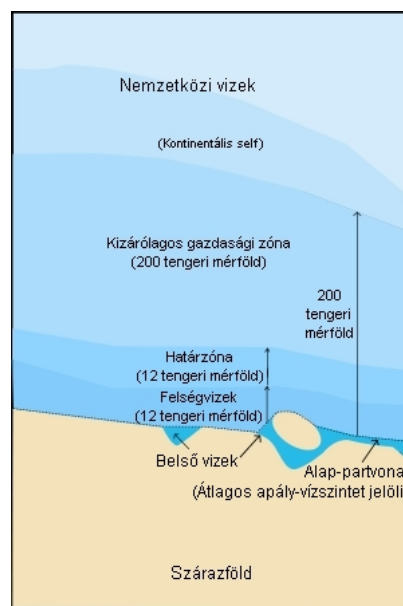 Nemzetközi vizek
(Kontinentális self)
Kizárólagos gazdasági zóna
(200 tengeri mérföld)
200
tengeri
mérföld
Határzóna
(12 tengeri mérföld)
Felségvizek
(12 tengeri mérföld)
Belső vizek
Alap-partvona
(Átlagos apály-vízszintet jelöli
Szárazföld